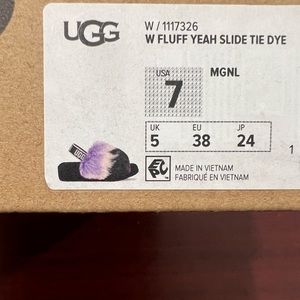 UGG
W / 1117326
W FLUFF YEAH SLIDE TIE DYE
USA
7
MGNL
UK
5
EU
38
JP
24
1
MADE IN VIETNAM
FABRIQUÉ EN VIETNAM